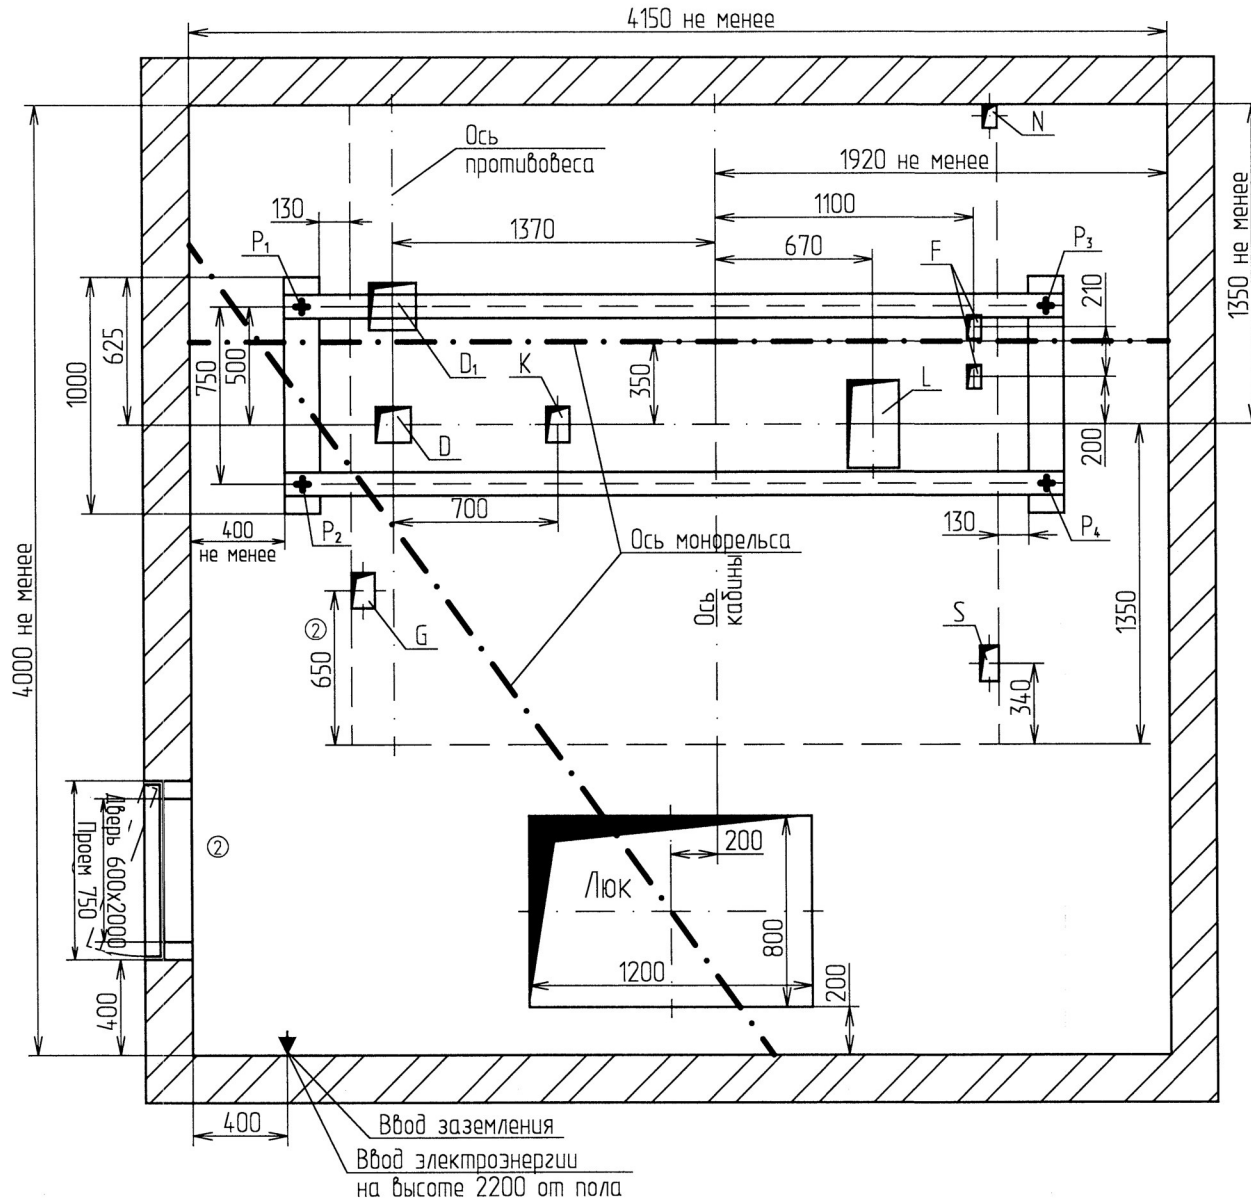 4150 не менее
N
Ось
противовеса
1920 не менее
1350 не менее
130
1100
P₁
1370
670
F
P₃
210
625
1000
750
500
D₁
K
350
L
D
200
700
400
не менее
P₂
Ось монорельса
130
P₄
4000 не менее
Ось
кабины
②
G
S
650
340
1350
Дверь 600х2000
Проем 750
②
200
Люк
800
1200
200
400
400
Ввод заземления
Ввод электроэнергии
на высоте 2200 от пола